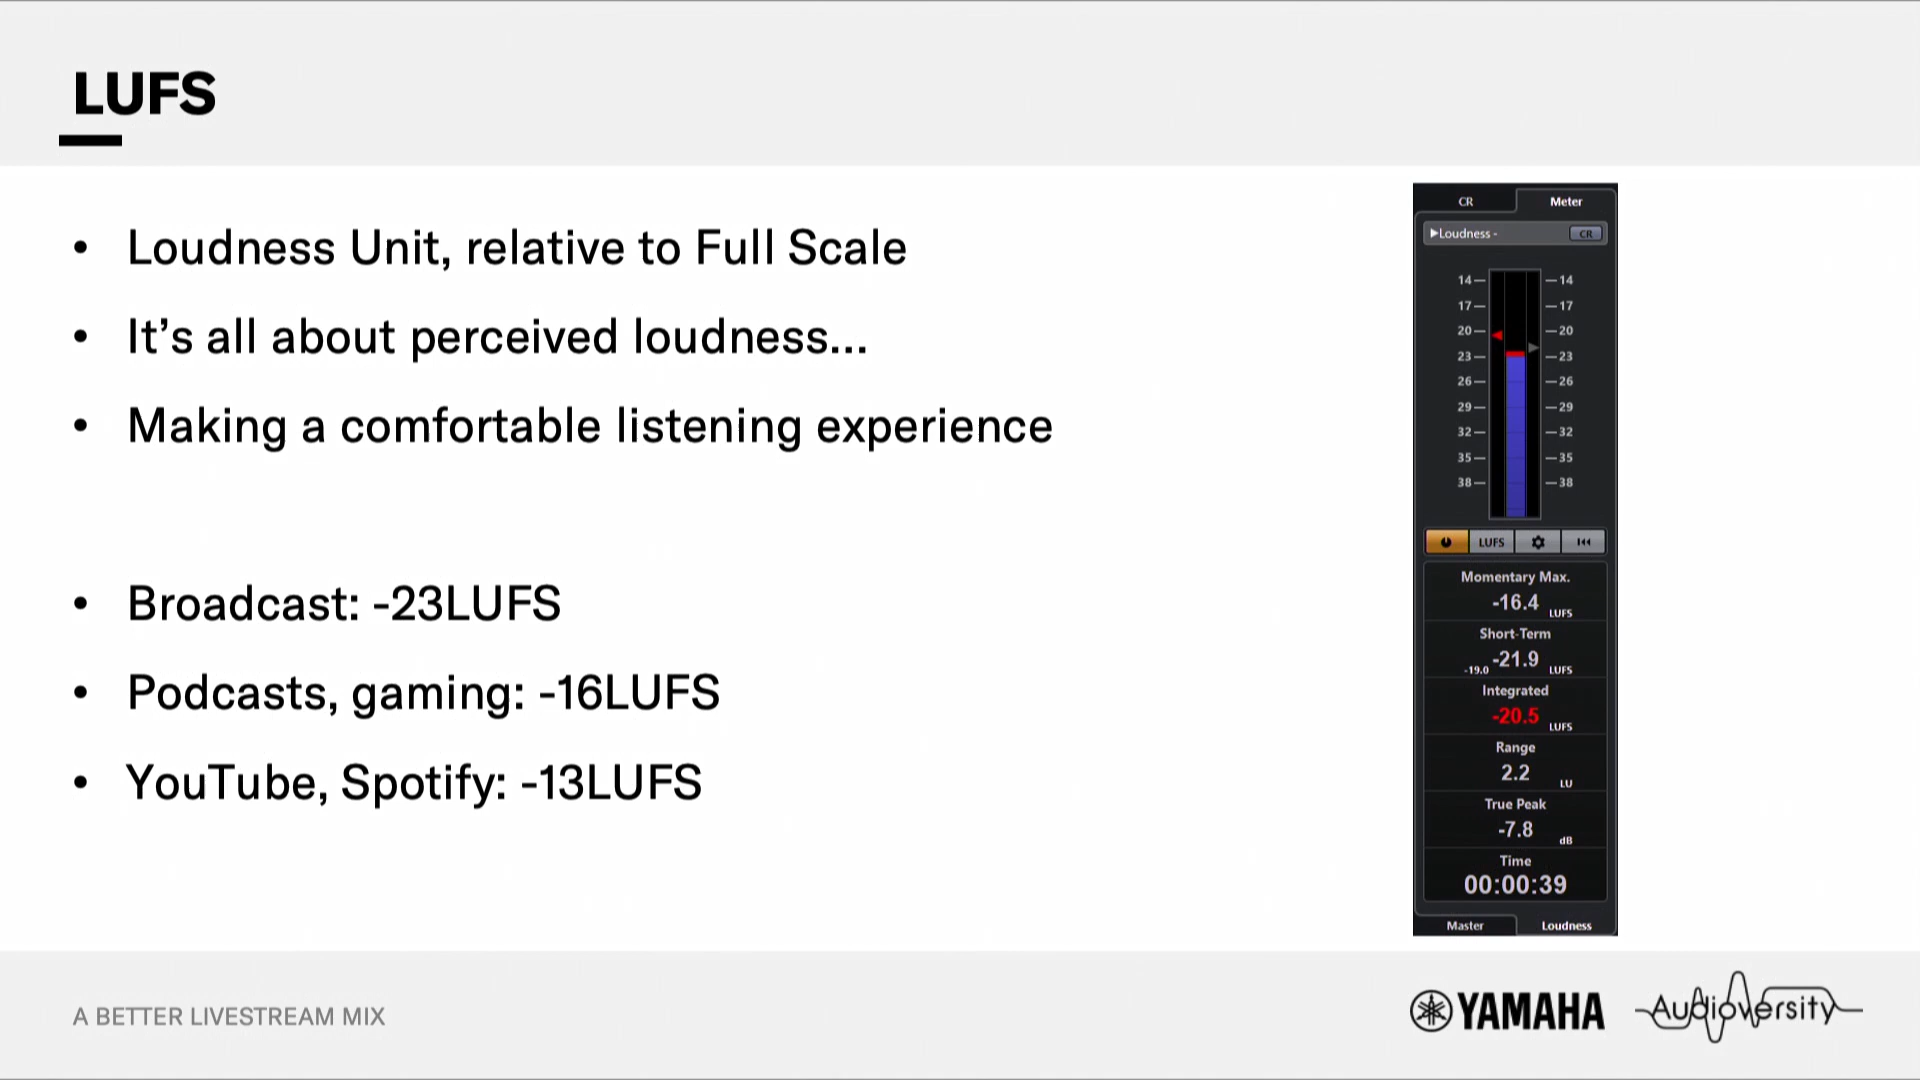 LUFS
• Loudness Unit, relative to Full Scale
• It's all about perceived loudness...
• Making a comfortable listening experience
• Broadcast: -23LUFS
• Podcasts, gaming: -16LUFS
• YouTube, Spotify: -13LUFS
CR Meter
Loudness - CR
14 14
17 17
20 20
23 23
26 26
29 29
32 32
35 35
38 38
LUFS
Momentary Max.
-16.4 LUFS
Short-Term
-19.0 -21.9 LUFS
Integrated
-20.5 LUFS
Range
2.2 LU
True Peak
-7.8 dB
Time
00:00:39
Master Loudness
A BETTER LIVESTREAM MIX
YAMAHA Audioversity